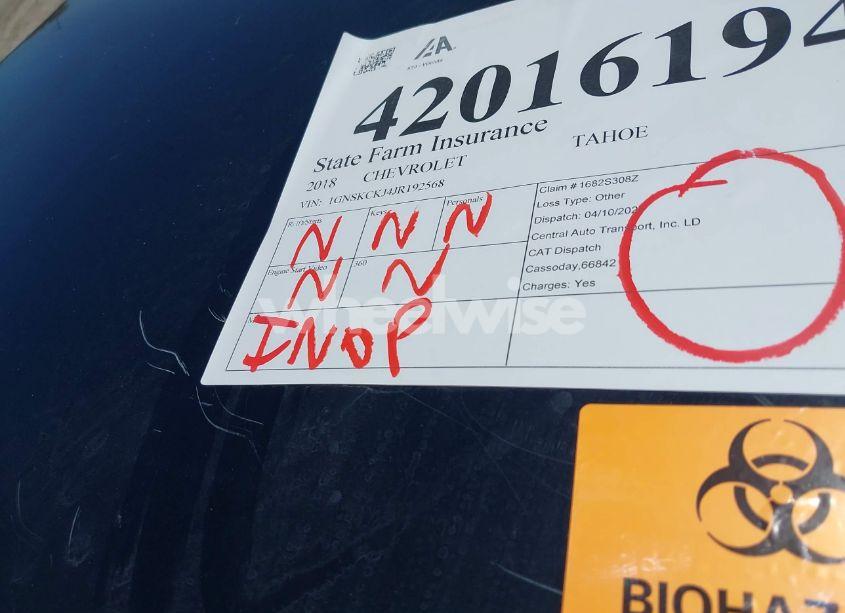 IAA
42016194
State Farm Insurance
2018 CHEVROLET TAHOE
VIN: 1GNSKCKJ4JR192568
Keys
Personals
N N N
Engine Start Video
360
N N
INOP
Claim # 1682S308Z
Loss Type: Other
Dispatch: 04/10/202
Central Auto Transport, Inc. LD
CAT Dispatch
Cassoday,66842
Charges: Yes
wheelwise
BIOHAZ